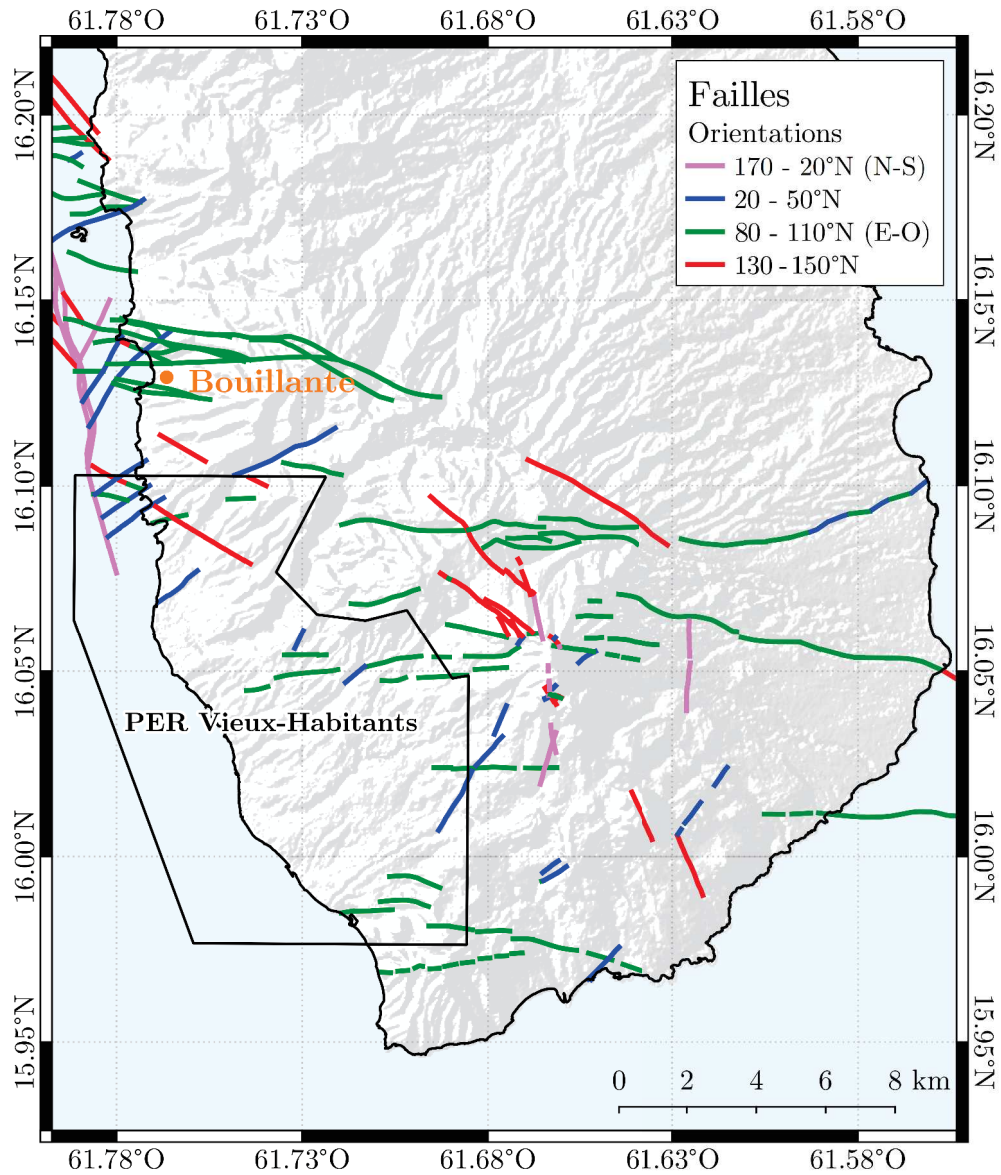 61.78°O 61.73°O 61.68°O 61.63°O 61.58°O
Failles
Orientations
170 - 20°N (N-S)
20 - 50°N
80 - 110°N (E-O)
130 -150°N
16.20°N
16.20°N
16.15°N
16.15°N
Bouillante
16.10°N
16.10°N
16.05°N
16.05°N
PER Vieux-Habitants
16.00°N
16.00°N
15.95°N
15.95°N
0 2 4 6 8 km
61.78°O 61.73°O 61.68°O 61.63°O 61.58°O